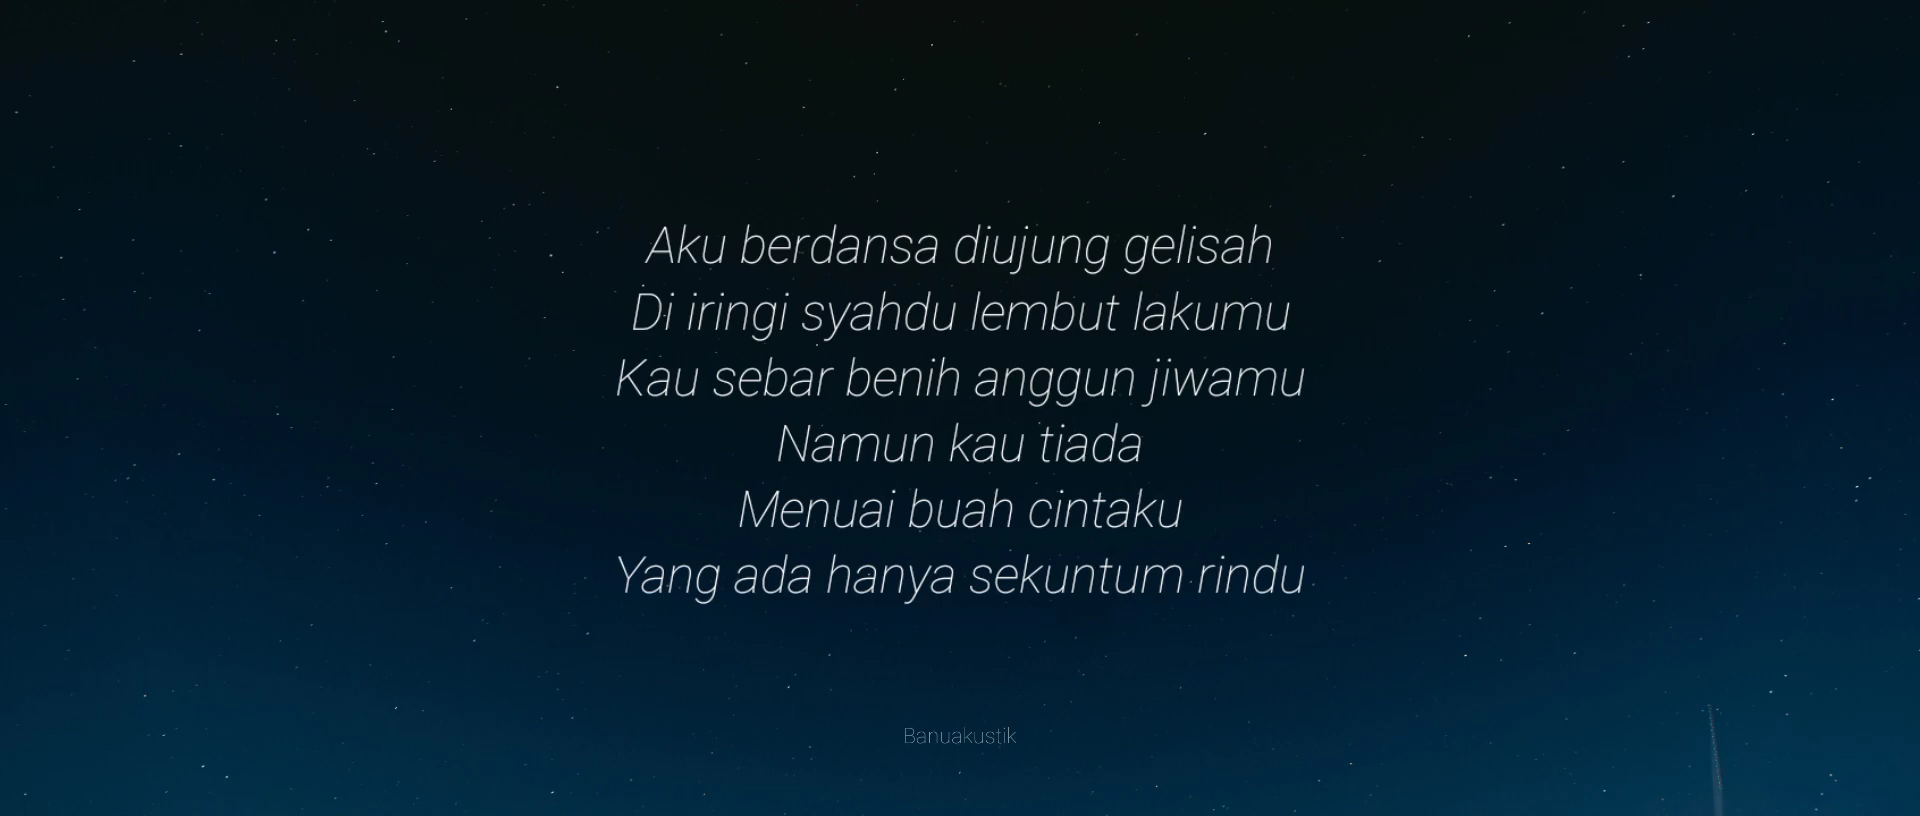 Aku berdansa diujung gelisah
Di iringi syahdu lembut lakumu
Kau sebar benih anggun jiwamu
Namun kau tiada
Menuai buah cintaku
Yang ada hanya sekuntum rindu
Banuakustik